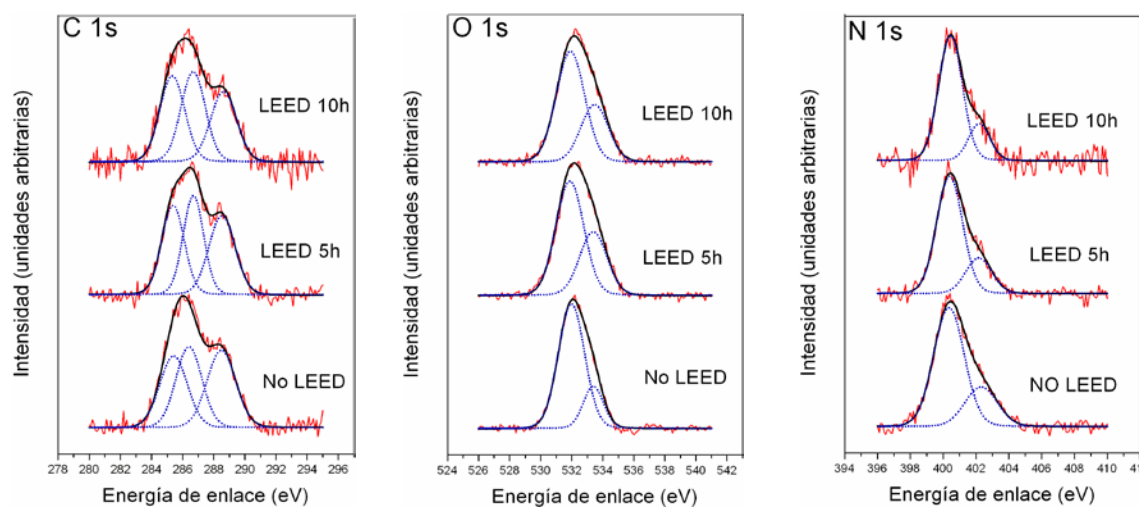 C 1s
LEED 10h
LEED 5h
No LEED
Intensidad (unidades arbitrarias)
278 280 282 284 286 288 290 292 294 296
Energía de enlace (eV)
O 1s
LEED 10h
LEED 5h
No LEED
Intensidad (unidades arbitrarias)
524 526 528 530 532 534 536 538 540 542
Energía de enlace (eV)
N 1s
LEED 10h
LEED 5h
NO LEED
Intensidad (unidades arbitrarias)
394 396 398 400 402 404 406 408 410
Energía de enlace (eV)